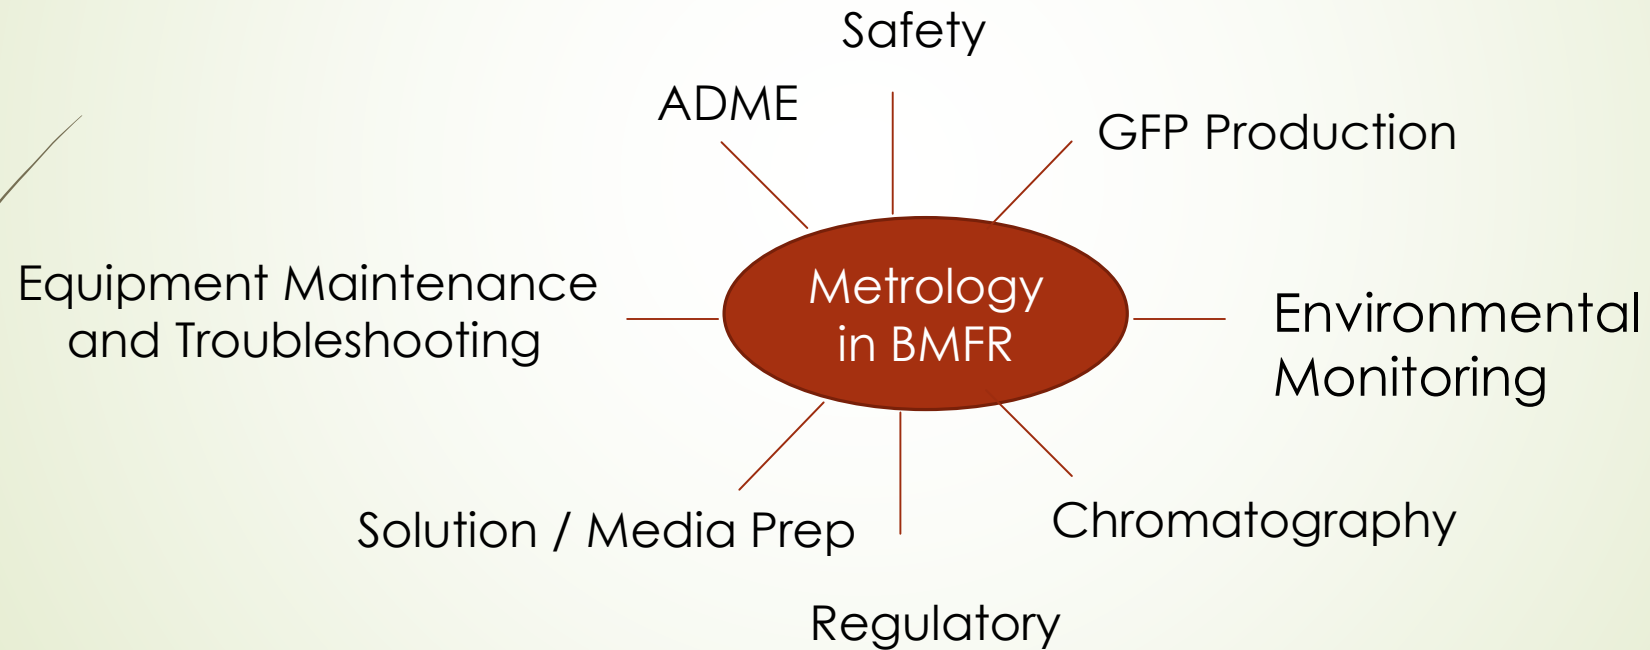 Safety
ADME
GFP Production
Equipment Maintenance
and Troubleshooting
Metrology
in BMFR
Environmental
Monitoring
Solution / Media Prep
Chromatography
Regulatory